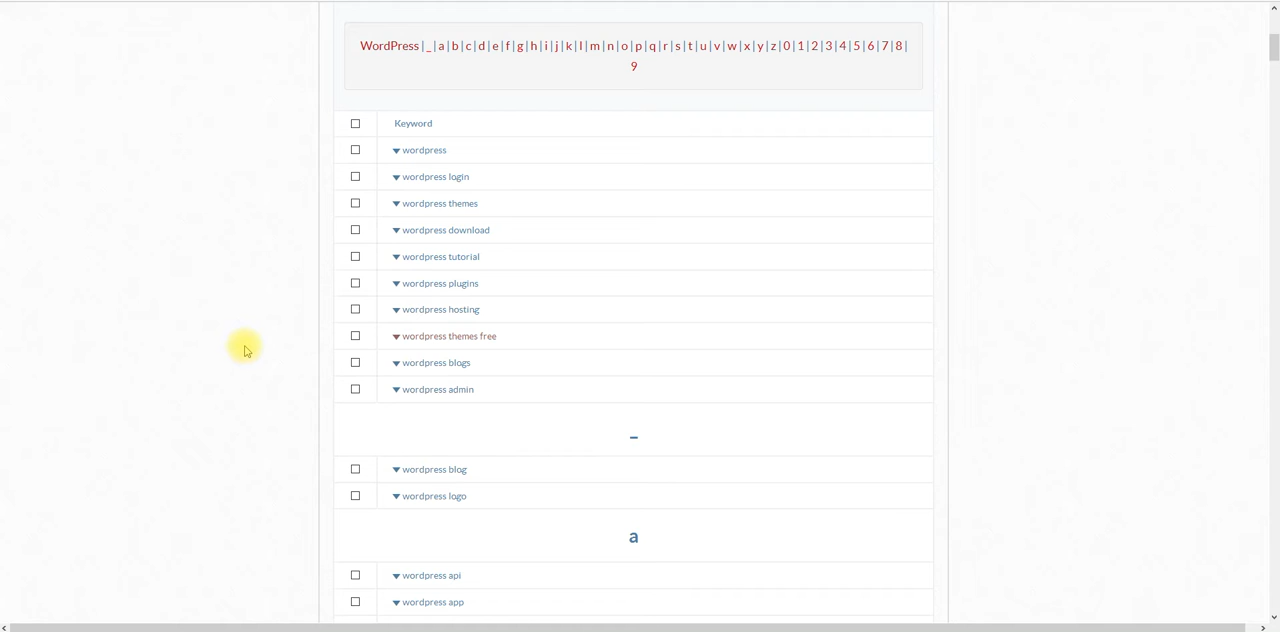 WordPress | _ | a | b | c | d | e | f | g | h | i | j | k | l | m | n | o | p | q | r | s | t | u | v | w | x | y | z | 0 | 1 | 2 | 3 | 4 | 5 | 6 | 7 | 8 |
9
Keyword
wordpress
wordpress login
wordpress themes
wordpress download
wordpress tutorial
wordpress plugins
wordpress hosting
wordpress themes free
wordpress blogs
wordpress admin
_
wordpress blog
wordpress logo
a
wordpress api
wordpress app